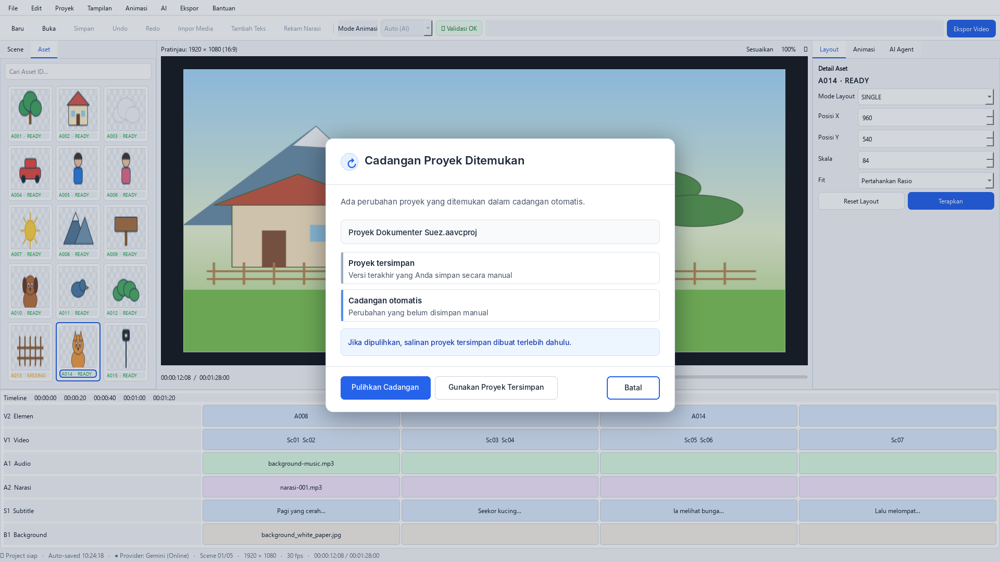 File Edit Proyek Tampilan Animasi AI Ekspor Bantuan
Baru Buka Simpan Undo Redo Impor Media Tambah Teks Rekam Narasi Mode Animasi Auto (AI) Validasi OK Ekspor Video
Scene Aset
Cari Asset ID...
A001 · READY A002 · READY A003 · READY
A004 · READY A005 · READY A006 · READY
A007 · READY A008 · READY A009 · READY
A010 · READY A011 · READY A012 · READY
A013 · MISSING A014 · READY A015 · READY
Pratinjau: 1920 × 1080 (16:9) Sesuaikan 100%
00:00:12:08 / 00:01:28:00
Layout Animasi AI Agent
Detail Aset
A014 · READY
Mode Layout SINGLE
Posisi X 960
Posisi Y 540
Skala 84
Fit Pertahankan Rasio
Reset Layout Terapkan
Cadangan Proyek Ditemukan
Ada perubahan proyek yang ditemukan dalam cadangan otomatis.
Proyek Dokumenter Suez.aavcproj
Proyek tersimpan
Versi terakhir yang Anda simpan secara manual
Cadangan otomatis
Perubahan yang belum disimpan manual
Jika dipulihkan, salinan proyek tersimpan dibuat terlebih dahulu.
Pulihkan Cadangan Gunakan Proyek Tersimpan Batal
Timeline 00:00:00 00:00:20 00:00:40 00:01:00 00:01:20
V2 Elemen A008 A014
V1 Video Sc01 Sc02 Sc03 Sc04 Sc05 Sc06 Sc07
A1 Audio background-music.mp3
A2 Narasi narasi-001.mp3
S1 Subtitle Pagi yang cerah... Seekor kucing... Ia melihat bunga... Lalu melompat...
B1 Background background_white_paper.jpg
Project siap · Auto-saved 10:24:18 · ● Provider: Gemini (Online) · Scene 01/05 · 1920 × 1080 · 30 fps · 00:00:12:08 / 00:01:28:00